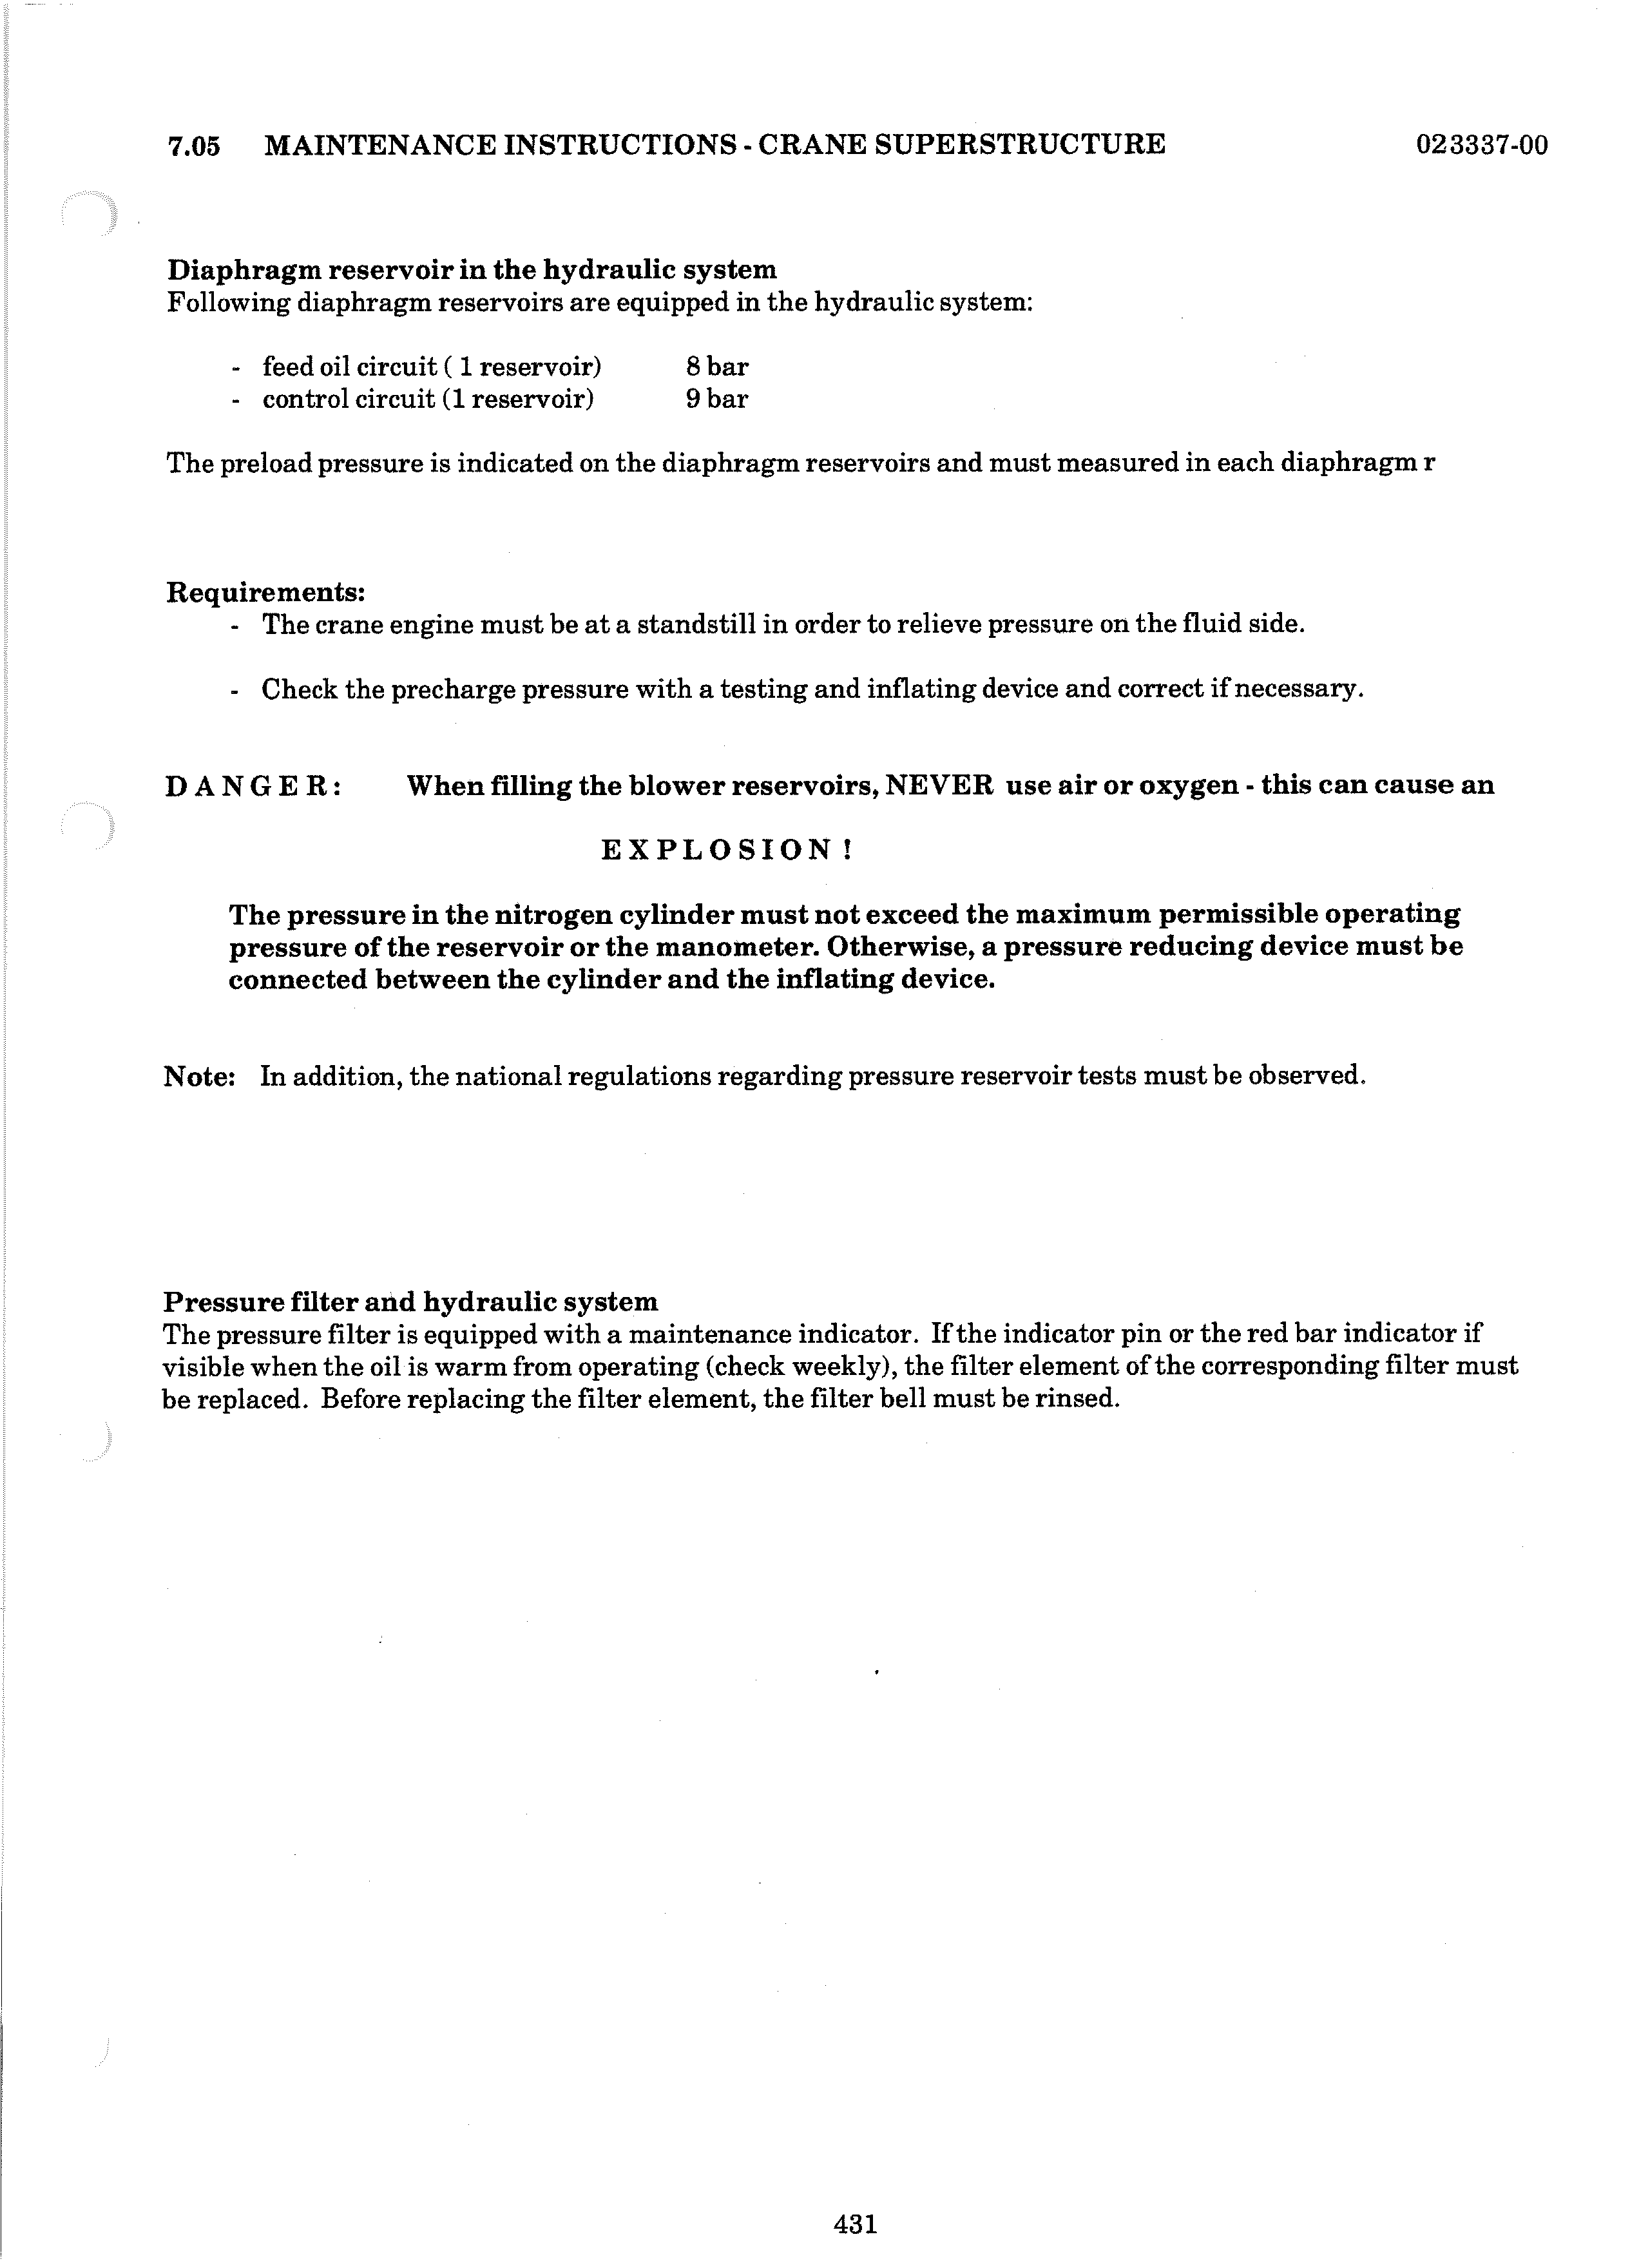 7.05 MAINTENANCE INSTRUCTIONS - CRANE SUPERSTRUCTURE 023337-00
Diaphragm reservoir in the hydraulic system
Following diaphragm reservoirs are equipped in the hydraulic system:
- feed oil circuit ( 1 reservoir) 8 bar
- control circuit (1 reservoir) 9 bar
The preload pressure is indicated on the diaphragm reservoirs and must measured in each diaphragm r
Requirements:
- The crane engine must be at a standstill in order to relieve pressure on the fluid side.
- Check the precharge pressure with a testing and inflating device and correct if necessary.
D A N G E R : When filling the blower reservoirs, NEVER use air or oxygen - this can cause an
E X P L O S I O N !
The pressure in the nitrogen cylinder must not exceed the maximum permissible operating
pressure of the reservoir or the manometer. Otherwise, a pressure reducing device must be
connected between the cylinder and the inflating device.
Note: In addition, the national regulations regarding pressure reservoir tests must be observed.
Pressure filter and hydraulic system
The pressure filter is equipped with a maintenance indicator. If the indicator pin or the red bar indicator if
visible when the oil is warm from operating (check weekly), the filter element of the corresponding filter must
be replaced. Before replacing the filter element, the filter bell must be rinsed.
431